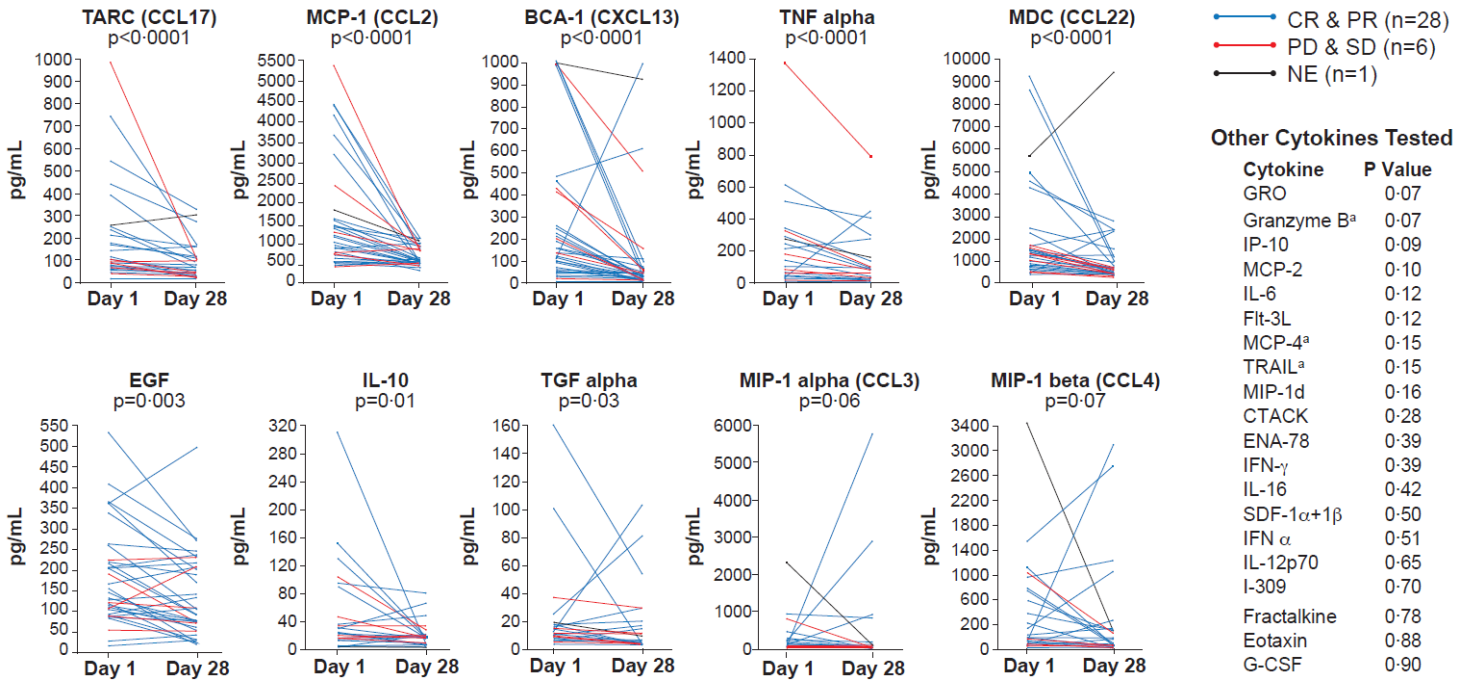 TARC (CCL17)
p<0·0001
pg/mL
1000
900
800
700
600
500
400
300
200
100
0
Day 1 Day 28
MCP-1 (CCL2)
p<0·0001
pg/mL
5500
5000
4500
4000
3500
3000
2500
2000
1500
1000
500
0
Day 1 Day 28
BCA-1 (CXCL13)
p<0·0001
pg/mL
1000
900
800
700
600
500
400
300
200
100
0
Day 1 Day 28
TNF alpha
p<0·0001
pg/mL
1400
1200
1000
800
600
400
200
0
Day 1 Day 28
MDC (CCL22)
p<0·0001
pg/mL
10000
9000
8000
7000
6000
5000
4000
3000
2000
1000
0
Day 1 Day 28
CR & PR (n=28)
PD & SD (n=6)
NE (n=1)
EGF
p=0·003
pg/mL
550
500
450
400
350
300
250
200
150
100
50
0
Day 1 Day 28
IL-10
p=0·01
pg/mL
320
280
240
200
160
120
80
40
0
Day 1 Day 28
TGF alpha
p=0·03
pg/mL
160
140
120
100
80
60
40
20
0
Day 1 Day 28
MIP-1 alpha (CCL3)
p=0·06
pg/mL
6000
5000
4000
3000
2000
1000
0
Day 1 Day 28
MIP-1 beta (CCL4)
p=0·07
pg/mL
3400
3000
2600
2200
1800
1400
1000
600
200
0
Day 1 Day 28
Other Cytokines Tested
Cytokine P Value
GRO 0·07
Granzyme Bᵃ 0·07
IP-10 0·09
MCP-2 0·10
IL-6 0·12
Flt-3L 0·12
MCP-4ᵃ 0·15
TRAILᵃ 0·15
MIP-1d 0·16
CTACK 0·28
ENA-78 0·39
IFN-γ 0·39
IL-16 0·42
SDF-1α+1β 0·50
IFN α 0·51
IL-12p70 0·65
I-309 0·70
Fractalkine 0·78
Eotaxin 0·88
G-CSF 0·90